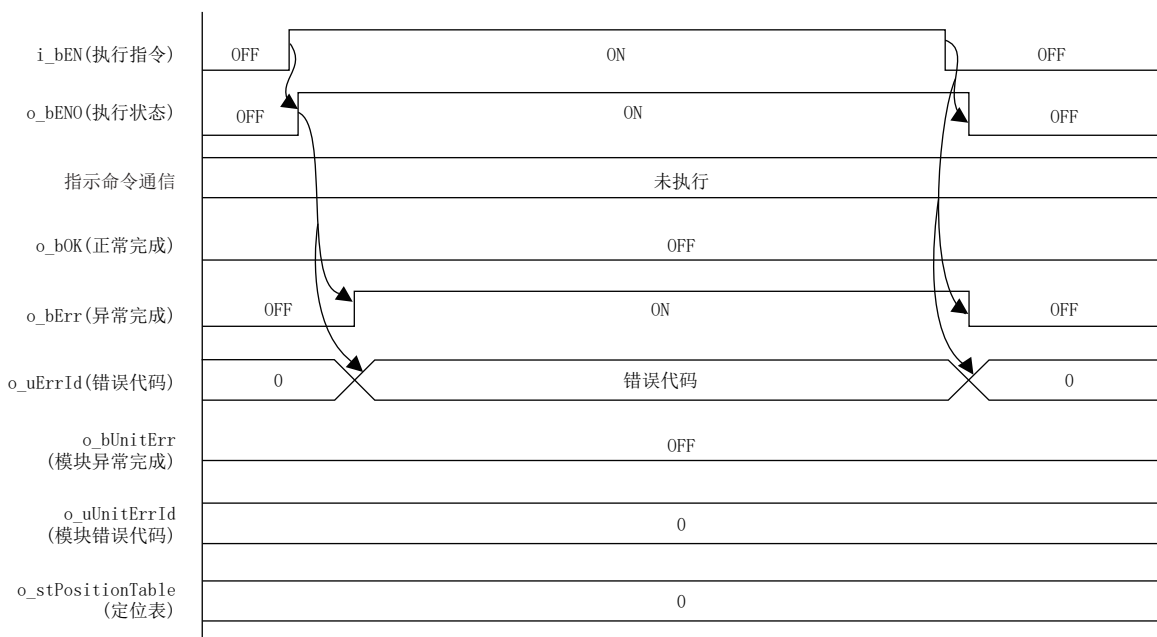 i_bEN(执行指令)
OFF
ON
OFF
o_bENO(执行状态)
OFF
ON
OFF
指示命令通信
未执行
o_bOK(正常完成)
OFF
o_bErr(异常完成)
OFF
ON
OFF
o_uErrId(错误代码)
0
错误代码
0
o_bUnitErr
(模块异常完成)
OFF
o_uUnitErrId
(模块错误代码)
0
o_stPositionTable
(定位表)
0